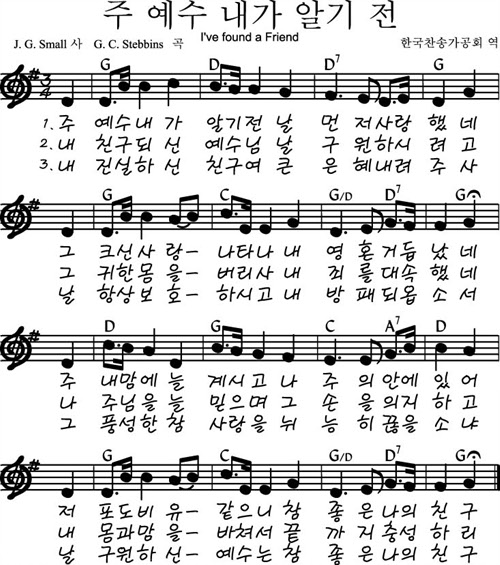 주 예수 내가 알기 전
J. G. Small 사 G. C. Stebbins 곡 I've found a Friend 한국찬송가공회 역
G D D7 G
1. 주 예수내 가 알기전 날 먼 저사랑 했 네
2. 내 친구되 신 예수님 날 구 원하시 려 고
3. 내 진실하 신 친구여 큰 은 혜내려 주 사
G C G/D D7 G
그 크신사 랑- 나타나 내 영 혼거듭 났 네
그 귀한몸 을- 버리사 내 죄 를대속 했 네
날 항상보 호- 하시고 내 방 패되옵 소 서
D G C A7 D
주 내맘에 늘 계시고 나 주 의안에 있 어
나 주님을 늘 믿으며 그 손 을의지 하 고
그 풍성한 참 사랑을 뉘 능 히끊을 소 냐
G C G/D D7 G
저 포도비 유- 같으니 참 좋 은나의 친 구
내 몸과맘 을- 바쳐서 끝 까 지충성 하 리
날 구원하 신- 예수는 참 좋 은나의 친 구